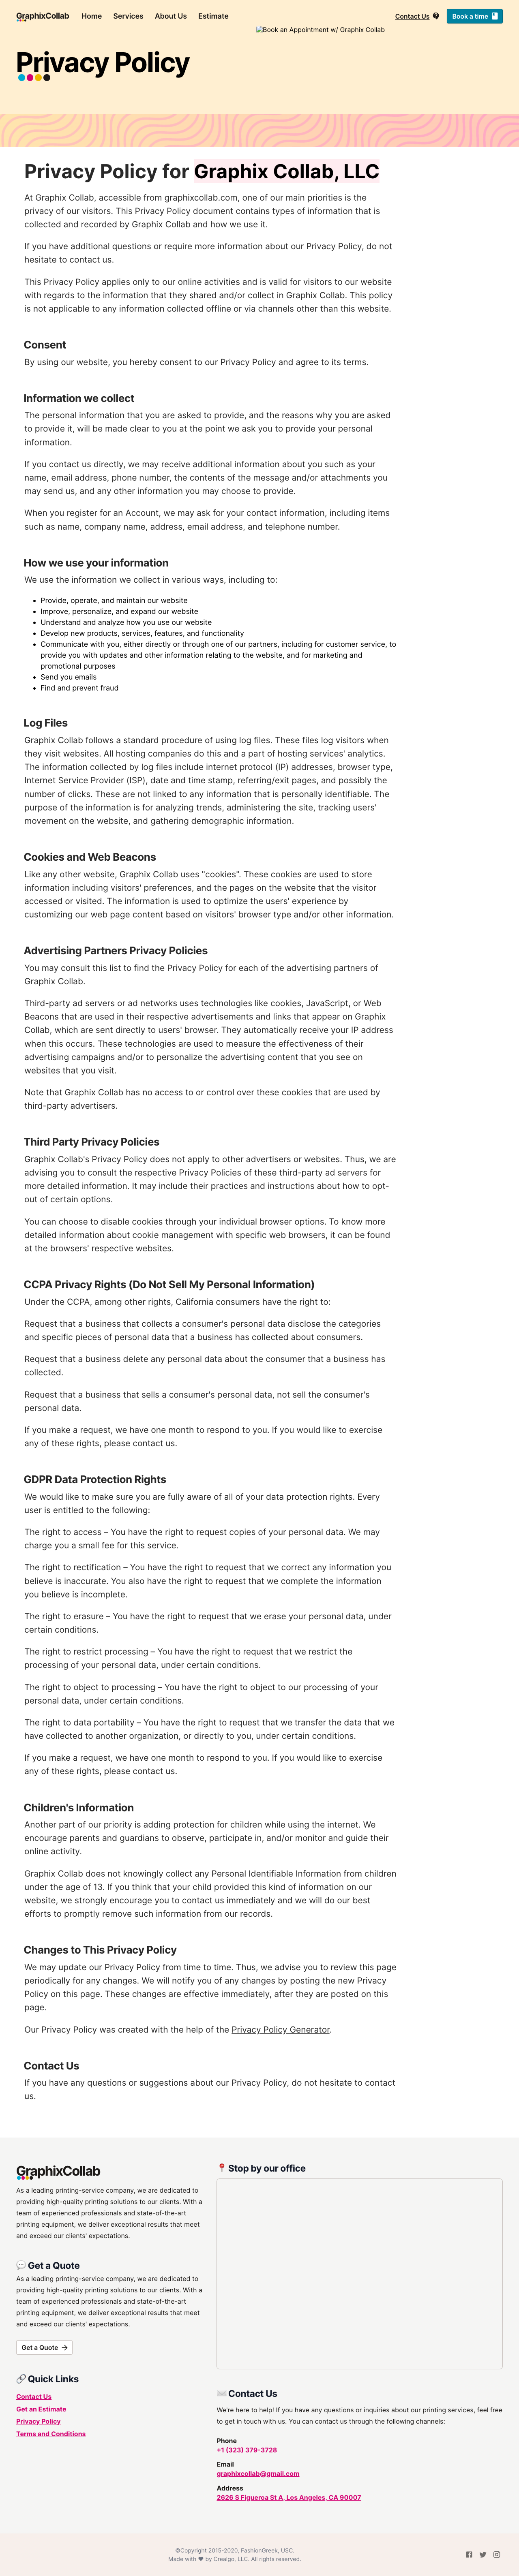 GraphixCollab Home Services About Us Estimate Contact Us Book a time
Book an Appointment w/ Graphix Collab
Privacy Policy
Privacy Policy for Graphix Collab, LLC
At Graphix Collab, accessible from graphixcollab.com, one of our main priorities is the
privacy of our visitors. This Privacy Policy document contains types of information that is
collected and recorded by Graphix Collab and how we use it.
If you have additional questions or require more information about our Privacy Policy, do not
hesitate to contact us.
This Privacy Policy applies only to our online activities and is valid for visitors to our website
with regards to the information that they shared and/or collect in Graphix Collab. This policy
is not applicable to any information collected offline or via channels other than this website.
Consent
By using our website, you hereby consent to our Privacy Policy and agree to its terms.
Information we collect
The personal information that you are asked to provide, and the reasons why you are asked
to provide it, will be made clear to you at the point we ask you to provide your personal
information.
If you contact us directly, we may receive additional information about you such as your
name, email address, phone number, the contents of the message and/or attachments you
may send us, and any other information you may choose to provide.
When you register for an Account, we may ask for your contact information, including items
such as name, company name, address, email address, and telephone number.
How we use your information
We use the information we collect in various ways, including to:
• Provide, operate, and maintain our website
• Improve, personalize, and expand our website
• Understand and analyze how you use our website
• Develop new products, services, features, and functionality
• Communicate with you, either directly or through one of our partners, including for customer service, to
provide you with updates and other information relating to the website, and for marketing and
promotional purposes
• Send you emails
• Find and prevent fraud
Log Files
Graphix Collab follows a standard procedure of using log files. These files log visitors when
they visit websites. All hosting companies do this and a part of hosting services' analytics.
The information collected by log files include internet protocol (IP) addresses, browser type,
Internet Service Provider (ISP), date and time stamp, referring/exit pages, and possibly the
number of clicks. These are not linked to any information that is personally identifiable. The
purpose of the information is for analyzing trends, administering the site, tracking users'
movement on the website, and gathering demographic information.
Cookies and Web Beacons
Like any other website, Graphix Collab uses "cookies". These cookies are used to store
information including visitors' preferences, and the pages on the website that the visitor
accessed or visited. The information is used to optimize the users' experience by
customizing our web page content based on visitors' browser type and/or other information.
Advertising Partners Privacy Policies
You may consult this list to find the Privacy Policy for each of the advertising partners of
Graphix Collab.
Third-party ad servers or ad networks uses technologies like cookies, JavaScript, or Web
Beacons that are used in their respective advertisements and links that appear on Graphix
Collab, which are sent directly to users' browser. They automatically receive your IP address
when this occurs. These technologies are used to measure the effectiveness of their
advertising campaigns and/or to personalize the advertising content that you see on
websites that you visit.
Note that Graphix Collab has no access to or control over these cookies that are used by
third-party advertisers.
Third Party Privacy Policies
Graphix Collab's Privacy Policy does not apply to other advertisers or websites. Thus, we are
advising you to consult the respective Privacy Policies of these third-party ad servers for
more detailed information. It may include their practices and instructions about how to opt-
out of certain options.
You can choose to disable cookies through your individual browser options. To know more
detailed information about cookie management with specific web browsers, it can be found
at the browsers' respective websites.
CCPA Privacy Rights (Do Not Sell My Personal Information)
Under the CCPA, among other rights, California consumers have the right to:
Request that a business that collects a consumer's personal data disclose the categories
and specific pieces of personal data that a business has collected about consumers.
Request that a business delete any personal data about the consumer that a business has
collected.
Request that a business that sells a consumer's personal data, not sell the consumer's
personal data.
If you make a request, we have one month to respond to you. If you would like to exercise
any of these rights, please contact us.
GDPR Data Protection Rights
We would like to make sure you are fully aware of all of your data protection rights. Every
user is entitled to the following:
The right to access – You have the right to request copies of your personal data. We may
charge you a small fee for this service.
The right to rectification – You have the right to request that we correct any information you
believe is inaccurate. You also have the right to request that we complete the information
you believe is incomplete.
The right to erasure – You have the right to request that we erase your personal data, under
certain conditions.
The right to restrict processing – You have the right to request that we restrict the
processing of your personal data, under certain conditions.
The right to object to processing – You have the right to object to our processing of your
personal data, under certain conditions.
The right to data portability – You have the right to request that we transfer the data that we
have collected to another organization, or directly to you, under certain conditions.
If you make a request, we have one month to respond to you. If you would like to exercise
any of these rights, please contact us.
Children's Information
Another part of our priority is adding protection for children while using the internet. We
encourage parents and guardians to observe, participate in, and/or monitor and guide their
online activity.
Graphix Collab does not knowingly collect any Personal Identifiable Information from children
under the age of 13. If you think that your child provided this kind of information on our
website, we strongly encourage you to contact us immediately and we will do our best
efforts to promptly remove such information from our records.
Changes to This Privacy Policy
We may update our Privacy Policy from time to time. Thus, we advise you to review this page
periodically for any changes. We will notify you of any changes by posting the new Privacy
Policy on this page. These changes are effective immediately, after they are posted on this
page.
Our Privacy Policy was created with the help of the Privacy Policy Generator.
Contact Us
If you have any questions or suggestions about our Privacy Policy, do not hesitate to contact
us.
GraphixCollab
As a leading printing-service company, we are dedicated to
providing high-quality printing solutions to our clients. With a
team of experienced professionals and state-of-the-art
printing equipment, we deliver exceptional results that meet
and exceed our clients' expectations.
Get a Quote
As a leading printing-service company, we are dedicated to
providing high-quality printing solutions to our clients. With a
team of experienced professionals and state-of-the-art
printing equipment, we deliver exceptional results that meet
and exceed our clients' expectations.
Get a Quote →
Quick Links
Contact Us
Get an Estimate
Privacy Policy
Terms and Conditions
Stop by our office
Contact Us
We're here to help! If you have any questions or inquiries about our printing services, feel free
to get in touch with us. You can contact us through the following channels:
Phone
+1 (323) 379-3728
Email
graphixcollab@gmail.com
Address
2626 S Figueroa St A, Los Angeles, CA 90007
©Copyright 2015-2020, FashionGreek, USC.
Made with ❤ by Crealgo, LLC. All rights reserved.